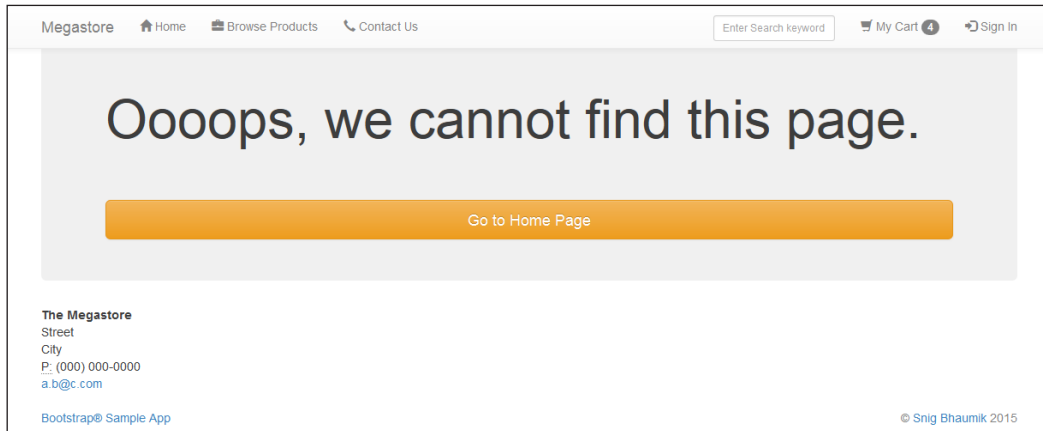 Megastore Home Browse Products Contact Us Enter Search keyword My Cart 4 Sign In
Oooops, we cannot find this page.
Go to Home Page
The Megastore
Street
City
P: (000) 000-0000
a.b@c.com
Bootstrap® Sample App © Snig Bhaumik 2015